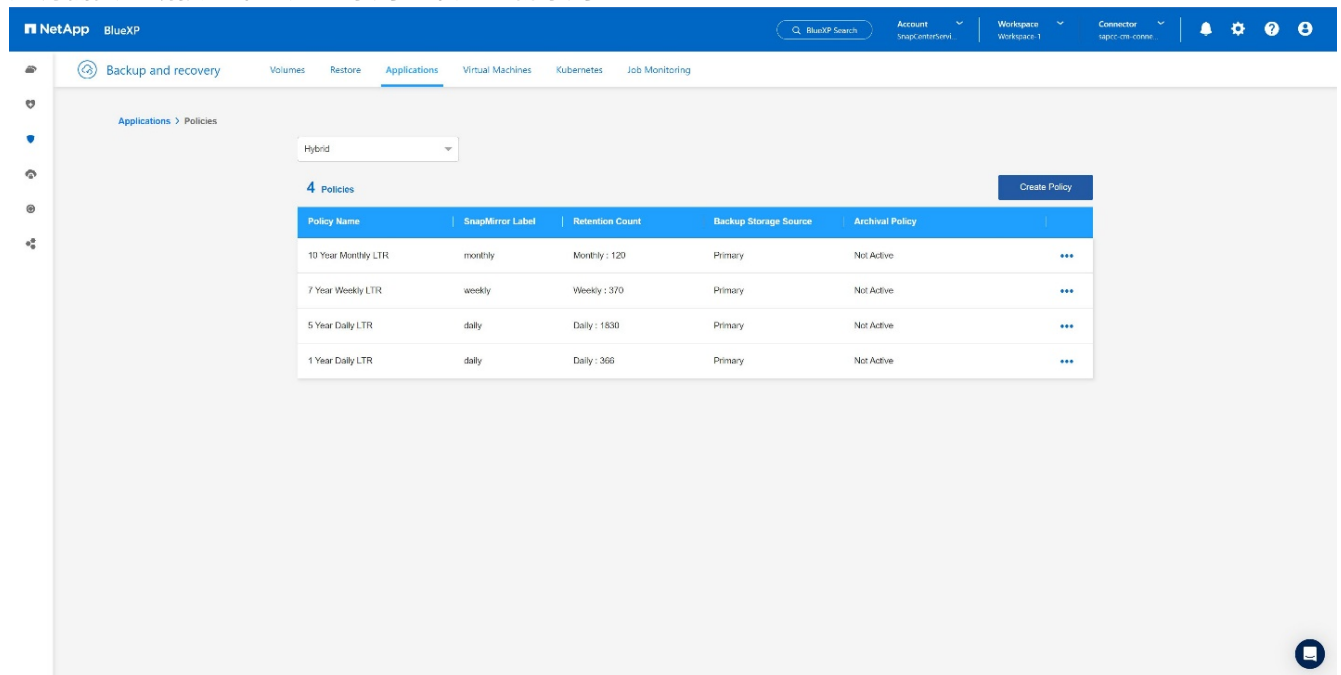 NetApp BlueXP
BlueXP Search
Account
SnapCenterServi...
Workspace
Workspace-1
Connector
sapcc-cm-conne...
Backup and recovery
Volumes Restore Applications Virtual Machines Kubernetes Job Monitoring
Applications > Policies
Hybrid
4 Policies
Create Policy
Policy Name SnapMirror Label Retention Count Backup Storage Source Archival Policy
10 Year Monthly LTR monthly Monthly : 120 Primary Not Active
7 Year Weekly LTR weekly Weekly : 370 Primary Not Active
5 Year Daily LTR daily Daily : 1830 Primary Not Active
1 Year Daily LTR daily Daily : 366 Primary Not Active